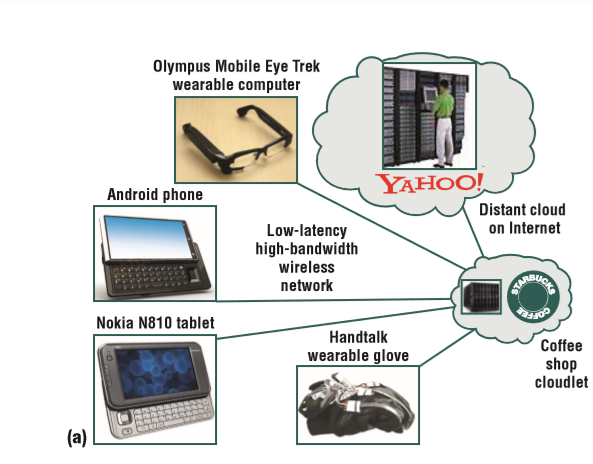 Olympus Mobile Eye Trek
wearable computer
YAHOO!
Android phone
Distant cloud
on Internet
Low-latency
high-bandwidth
wireless
network
STARBUCKS
COFFEE
Nokia N810 tablet
Handtalk
wearable glove
Coffee
shop
cloudlet
(a)